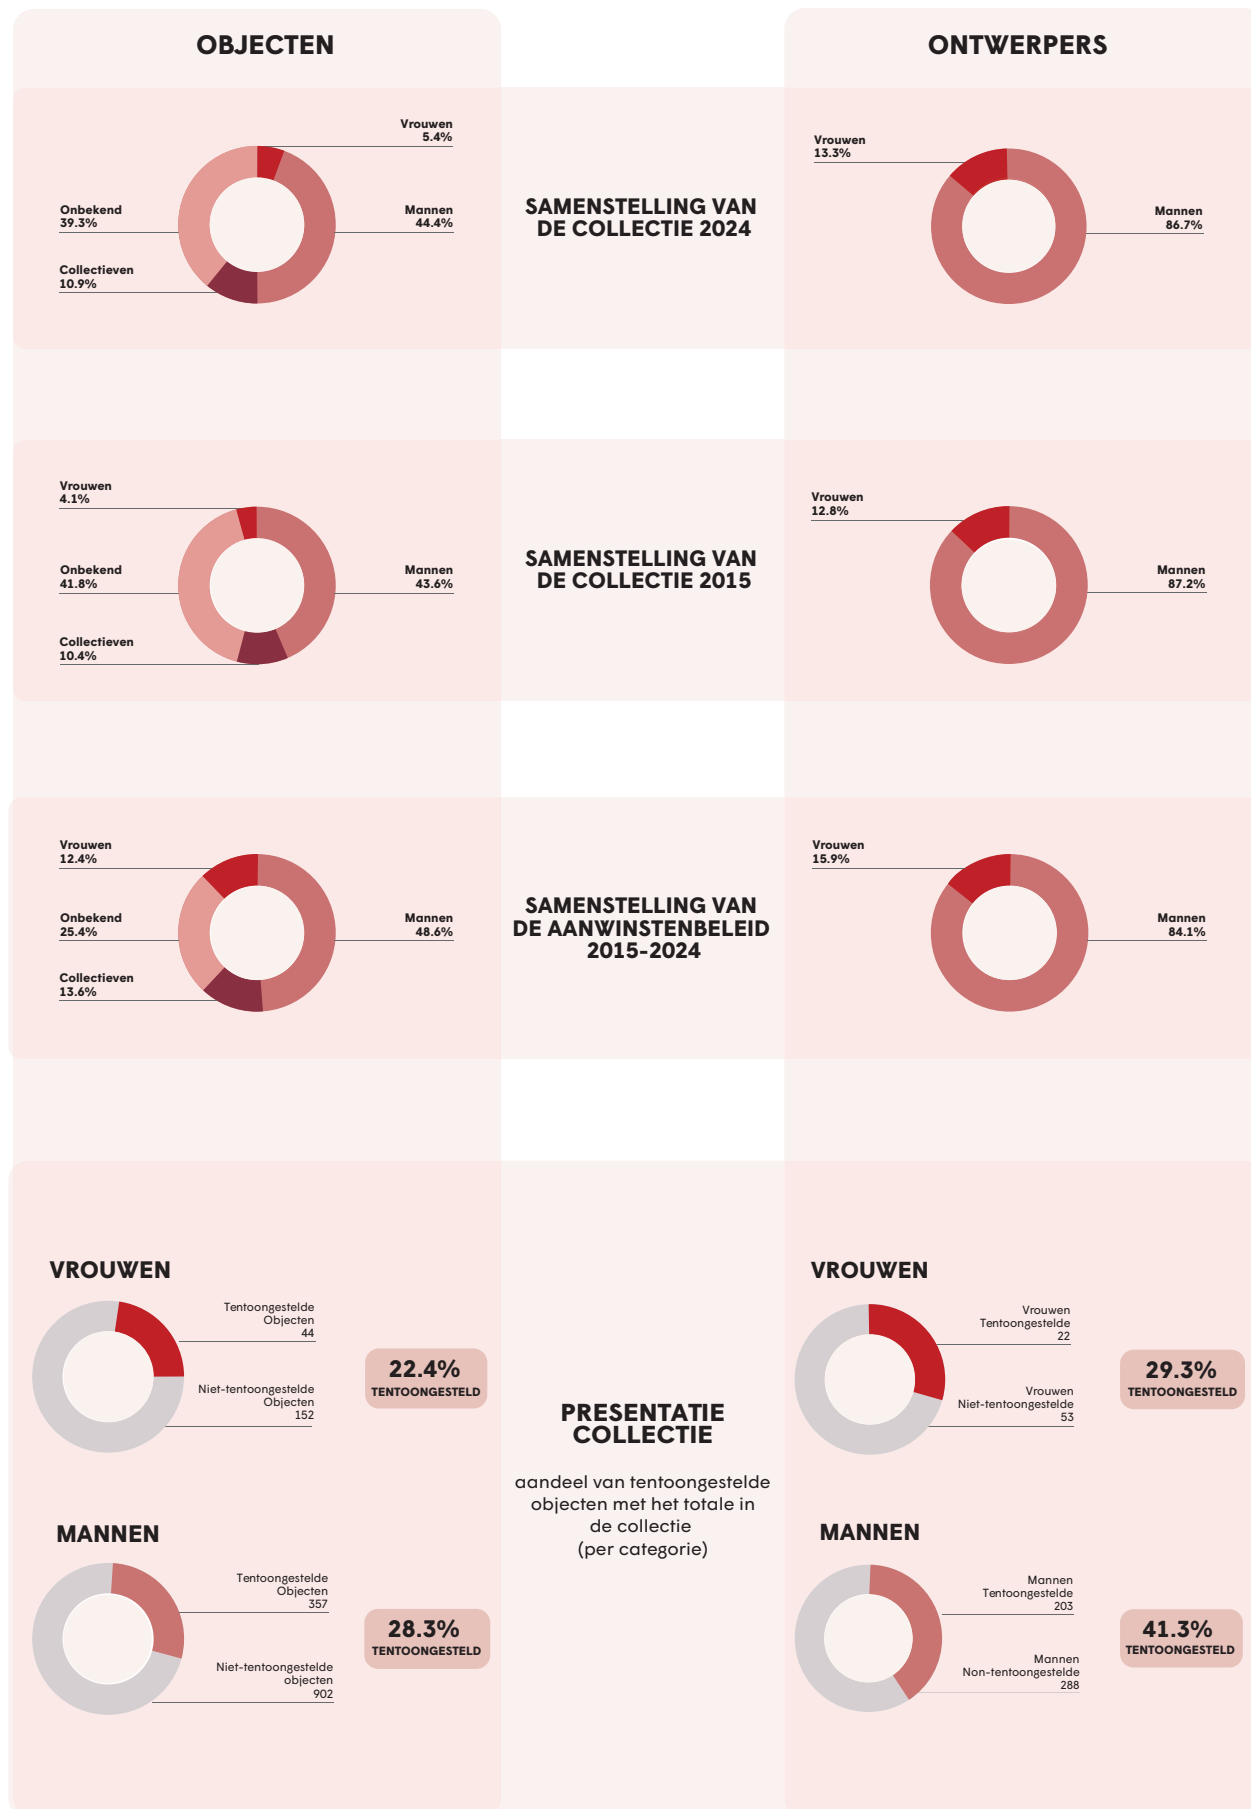 OBJECTEN
ONTWERPERS
Vrouwen
5.4%
Onbekend
39.3%
Mannen
44.4%
Collectieven
10.9%
SAMENSTELLING VAN
DE COLLECTIE 2024
Vrouwen
13.3%
Mannen
86.7%
Vrouwen
4.1%
Onbekend
41.8%
Mannen
43.6%
Collectieven
10.4%
SAMENSTELLING VAN
DE COLLECTIE 2015
Vrouwen
12.8%
Mannen
87.2%
Vrouwen
12.4%
Onbekend
25.4%
Mannen
48.6%
Collectieven
13.6%
SAMENSTELLING VAN
DE AANWINSTENBELEID
2015-2024
Vrouwen
15.9%
Mannen
84.1%
VROUWEN
Tentoongestelde
Objecten
44
Niet-tentoongestelde
Objecten
152
22.4%
TENTOONGESTELD
MANNEN
Tentoongestelde
Objecten
357
Niet-tentoongestelde
objecten
902
28.3%
TENTOONGESTELD
PRESENTATIE
COLLECTIE
aandeel van tentoongestelde
objecten met het totale in
de collectie
(per categorie)
VROUWEN
Vrouwen
Tentoongestelde
22
Vrouwen
Niet-tentoongestelde
53
29.3%
TENTOONGESTELD
MANNEN
Mannen
Tentoongestelde
203
Mannen
Non-tentoongestelde
288
41.3%
TENTOONGESTELD